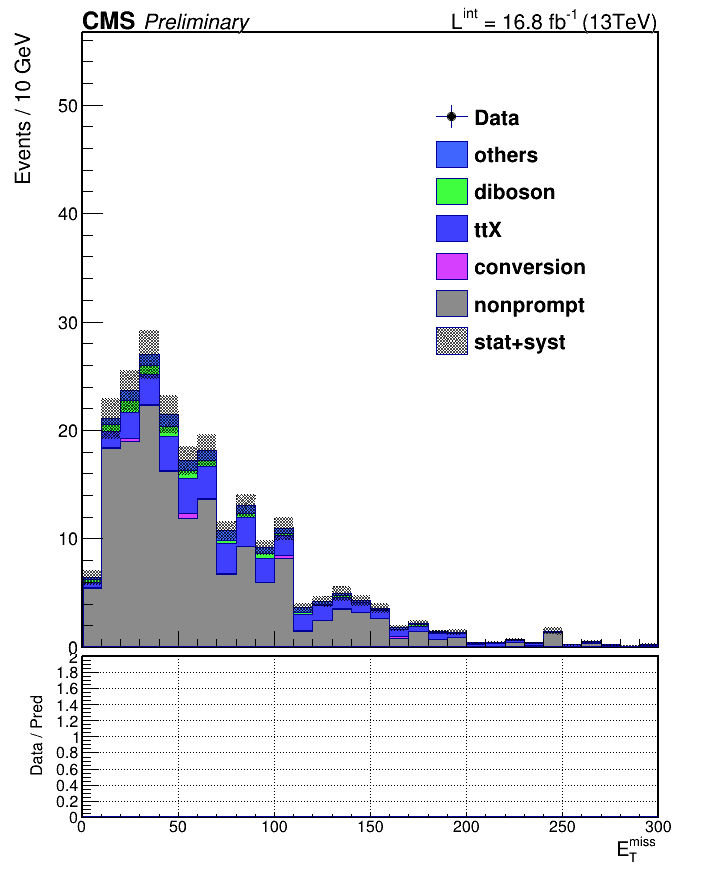 CMS Preliminary L^int = 16.8 fb^-1 (13TeV)
Events / 10 GeV
50
40
30
20
10
0
Data
others
diboson
ttX
conversion
nonprompt
stat+syst
Data / Pred
2
1.8
1.6
1.4
1.2
1
0.8
0.6
0.4
0.2
0
0 50 100 150 200 250 300
E_T^miss